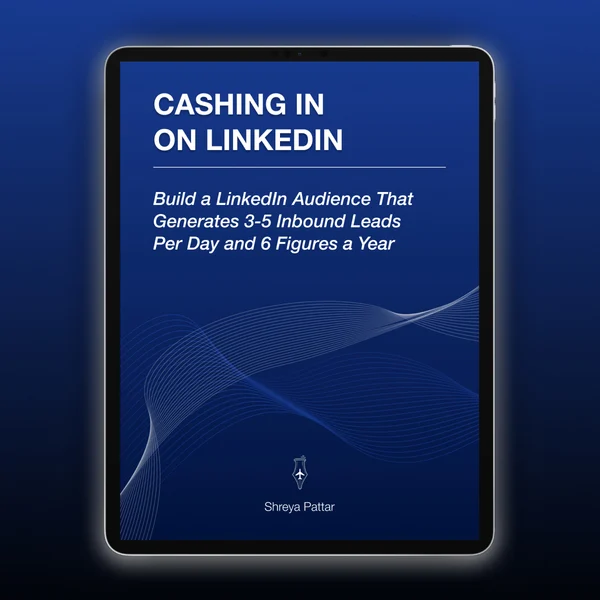 CASHING IN
ON LINKEDIN
Build a LinkedIn Audience That
Generates 3-5 Inbound Leads
Per Day and 6 Figures a Year
Shreya Pattar